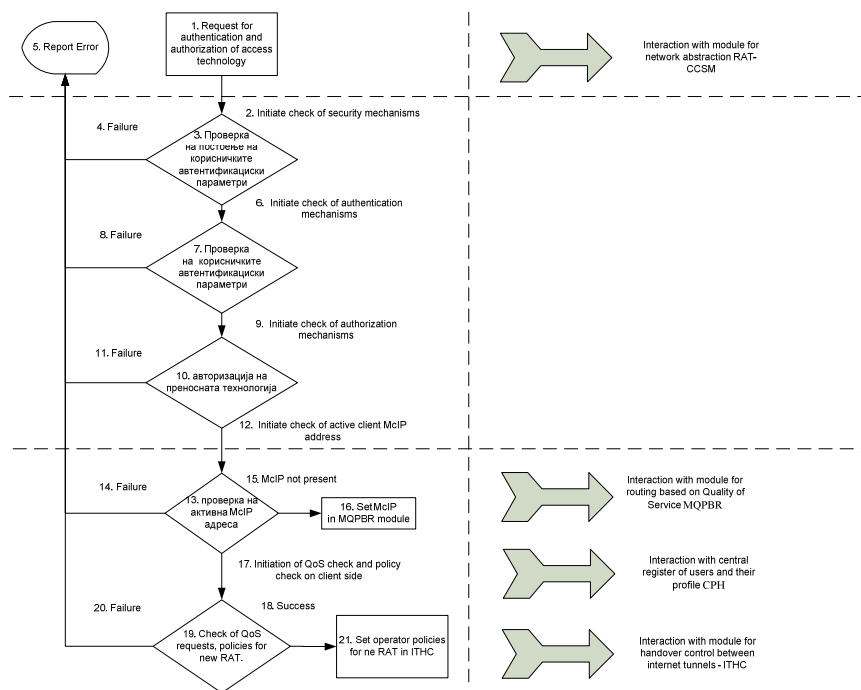 1. Request for
authentication and
authorization of access
technology
5. Report Error
Interaction with module for
network abstraction RAT-
CCSM
2. Initiate check of security mechanisms
4. Failure
3. Проверка
на постоење на
корисничките
автентификациски
параметри
6. Initiate check of authentication
mechanisms
8. Failure
7. Проверка
на корисничките
автентификациски
параметри
9. Initiate check of authorization
mechanisms
11. Failure
10. авторизација на
преносната технологија
12. Initiate check of active client McIP
address
14. Failure
15. McIP not present
13. проверка на
активна McIP
адреса
16. Set McIP
in MQPBR module
Interaction with module for
routing based on Quality of
Service MQPBR
17. Initiation of QoS check and policy
check on client side
Interaction with central
register of users and their
profile CPH
20. Failure
18. Success
19. Check of QoS
requests, policies for
new RAT.
21. Set operator policies
for ne RAT in ITHC
Interaction with module for
handover control between
internet tunnels - ITHC